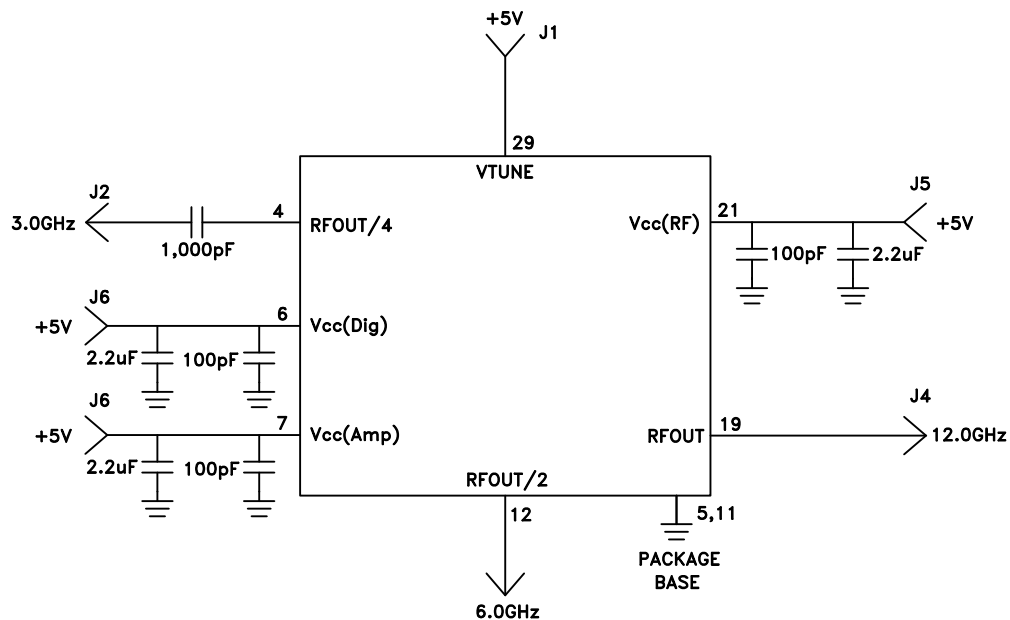 +5V
J1
29
VTUNE
J2
3.0GHz
1,000pF
4
RFOUT/4
J6
+5V
2.2uF
100pF
6
Vcc(Dig)
J6
+5V
2.2uF
100pF
7
Vcc(Amp)
Vcc(RF)
21
J5
+5V
100pF
2.2uF
RFOUT
19
J4
12.0GHz
RFOUT/2
12
6.0GHz
5,11
PACKAGE
BASE